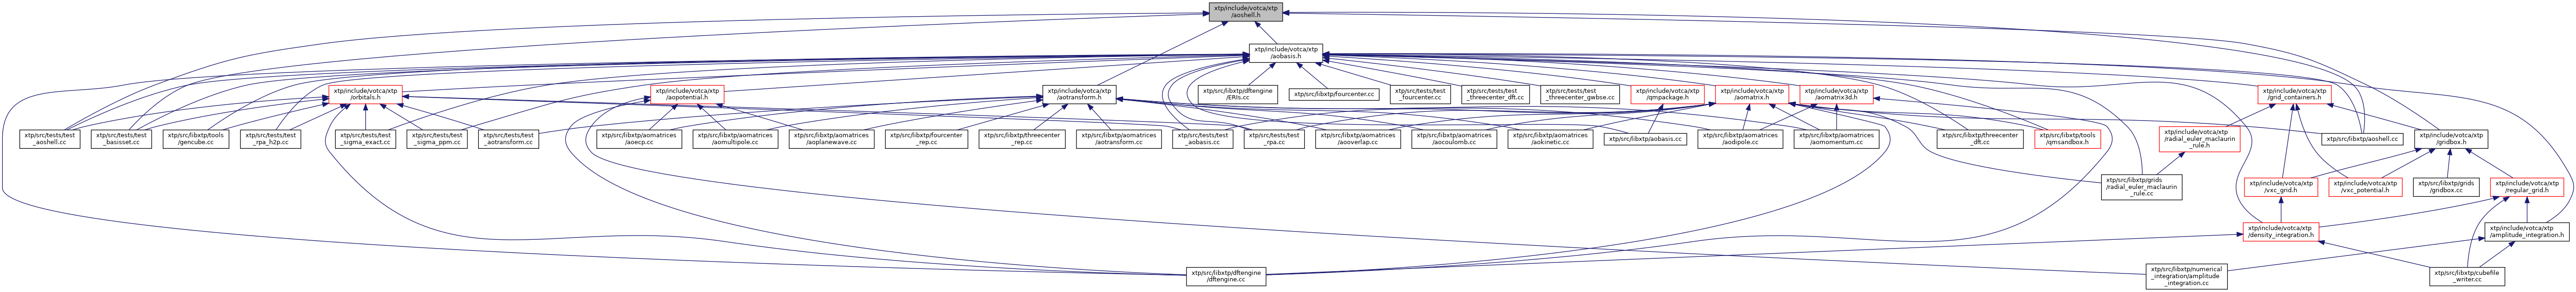 xtp/include/votca/xtp
/aoshell.h
xtp/include/votca/xtp
/aobasis.h
xtp/include/votca/xtp
/orbitals.h
xtp/include/votca/xtp
/aopotential.h
xtp/include/votca/xtp
/aotransform.h
xtp/src/libxtp/dftengine
/ERIs.cc
xtp/src/libxtp/fourcenter.cc
xtp/src/tests/test
_fourcenter.cc
xtp/src/tests/test
_threecenter_dft.cc
xtp/src/tests/test
_threecenter_gwbse.cc
xtp/include/votca/xtp
/qmpackage.h
xtp/include/votca/xtp
/aomatrix.h
xtp/include/votca/xtp
/aomatrix3d.h
xtp/include/votca/xtp
/grid_containers.h
xtp/src/tests/test
_aoshell.cc
xtp/src/tests/test
_basisset.cc
xtp/src/libxtp/tools
/gencube.cc
xtp/src/tests/test
_rpa_h2p.cc
xtp/src/tests/test
_sigma_exact.cc
xtp/src/tests/test
_sigma_ppm.cc
xtp/src/tests/test
_aotransform.cc
xtp/src/libxtp/aomatrices
/aoecp.cc
xtp/src/libxtp/aomatrices
/aomultipole.cc
xtp/src/libxtp/aomatrices
/aoplanewave.cc
xtp/src/libxtp/fourcenter
_rep.cc
xtp/src/libxtp/threecenter
_rep.cc
xtp/src/libxtp/aomatrices
/aotransform.cc
xtp/src/tests/test
_aobasis.cc
xtp/src/tests/test
_rpa.cc
xtp/src/libxtp/aomatrices
/aooverlap.cc
xtp/src/libxtp/aomatrices
/aocoulomb.cc
xtp/src/libxtp/aomatrices
/aokinetic.cc
xtp/src/libxtp/aobasis.cc
xtp/src/libxtp/aomatrices
/aodipole.cc
xtp/src/libxtp/aomatrices
/aomomentum.cc
xtp/src/libxtp/threecenter
_dft.cc
xtp/src/libxtp/tools
/qmsandbox.h
xtp/include/votca/xtp
/radial_euler_maclaurin
_rule.h
xtp/src/libxtp/aoshell.cc
xtp/include/votca/xtp
/gridbox.h
xtp/src/libxtp/grids
/radial_euler_maclaurin
_rule.cc
xtp/include/votca/xtp
/vxc_grid.h
xtp/include/votca/xtp
/vxc_potential.h
xtp/src/libxtp/grids
/gridbox.cc
xtp/include/votca/xtp
/regular_grid.h
xtp/include/votca/xtp
/density_integration.h
xtp/include/votca/xtp
/amplitude_integration.h
xtp/src/libxtp/dftengine
/dftengine.cc
xtp/src/libxtp/numerical
_integration/amplitude
_integration.cc
xtp/src/libxtp/cubefile
_writer.cc